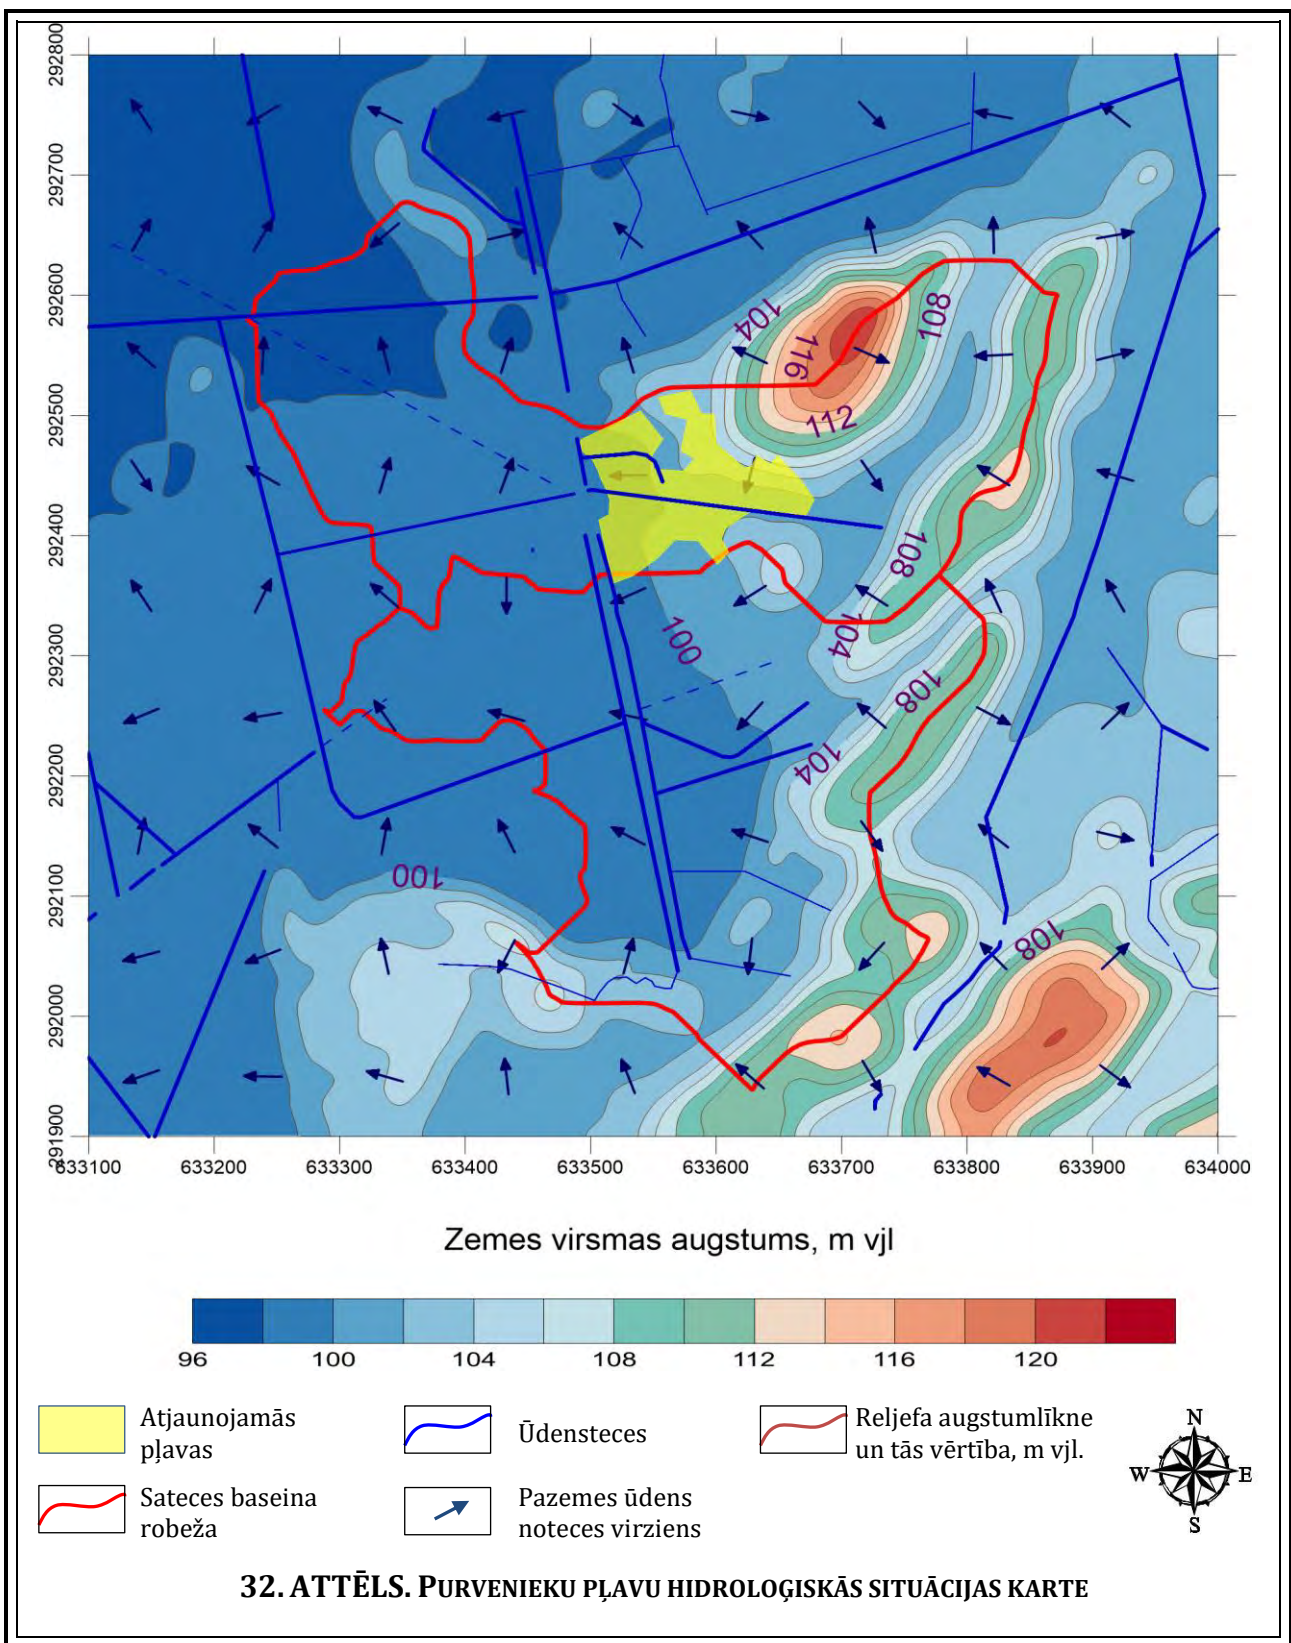 292800
292700
292600
292500
292400
292300
292200
292100
292000
291900
104
116
108
112
108
104
100
108
104
100
108
633100 633200 633300 633400 633500 633600 633700 633800 633900 634000
Zemes virsmas augstums, m vjl
96 100 104 108 112 116 120
Atjaunojamās
pļavas
Ūdensteces
Reljefa augstumlīkne
un tās vērtība, m vjl.
Sateces baseina
robeža
Pazemes ūdens
noteces virziens
N
W E
S
32. ATTĒLS. PURVENIEKU PĻAVU HIDROLOĢISKĀS SITUĀCIJAS KARTE